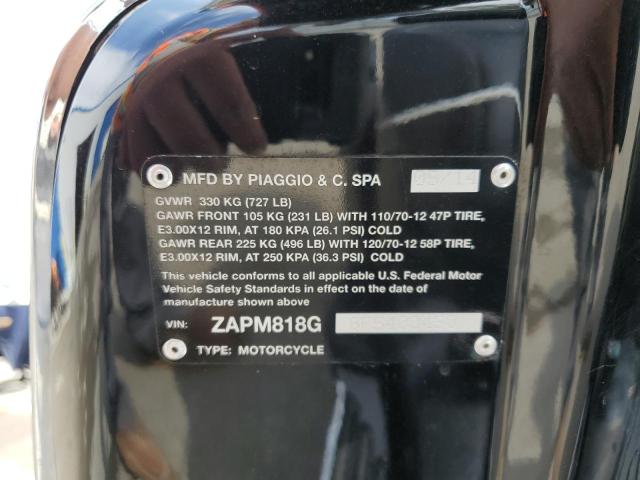 MFD BY PIAGGIO & C. SPA 05/14
GVWR 330 KG (727 LB)
GAWR FRONT 105 KG (231 LB) WITH 110/70-12 47P TIRE,
E3.00X12 RIM, AT 180 KPA (26.1 PSI) COLD
GAWR REAR 225 KG (496 LB) WITH 120/70-12 58P TIRE,
E3.00X12 RIM, AT 250 KPA (36.3 PSI) COLD
This vehicle conforms to all applicable U.S. Federal Motor
Vehicle Safety Standards in effect on the date of
manufacture shown above
VIN: ZAPM818G
TYPE: MOTORCYCLE